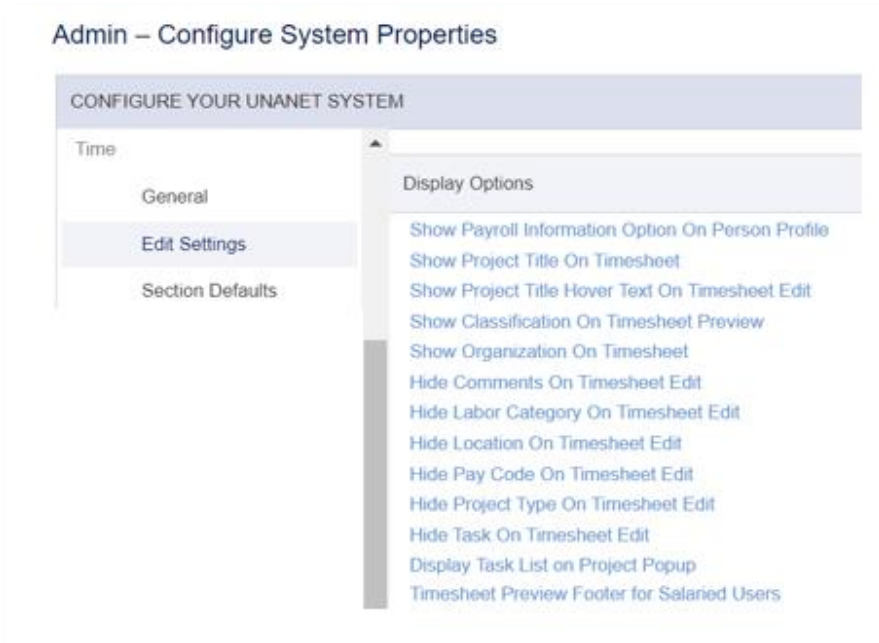 Admin – Configure System Properties
CONFIGURE YOUR UNANET SYSTEM
Time
General
Edit Settings
Section Defaults
Display Options
Show Payroll Information Option On Person Profile
Show Project Title On Timesheet
Show Project Title Hover Text On Timesheet Edit
Show Classification On Timesheet Preview
Show Organization On Timesheet
Hide Comments On Timesheet Edit
Hide Labor Category On Timesheet Edit
Hide Location On Timesheet Edit
Hide Pay Code On Timesheet Edit
Hide Project Type On Timesheet Edit
Hide Task On Timesheet Edit
Display Task List on Project Popup
Timesheet Preview Footer for Salaried Users